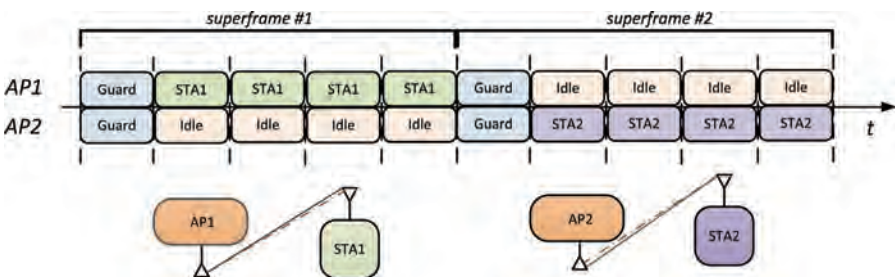 superframe #1 superframe #2
AP1 Guard STA1 STA1 STA1 STA1 Guard Idle Idle Idle Idle
AP2 Guard Idle Idle Idle Idle Guard STA2 STA2 STA2 STA2 t
AP1 STA1 AP2 STA2